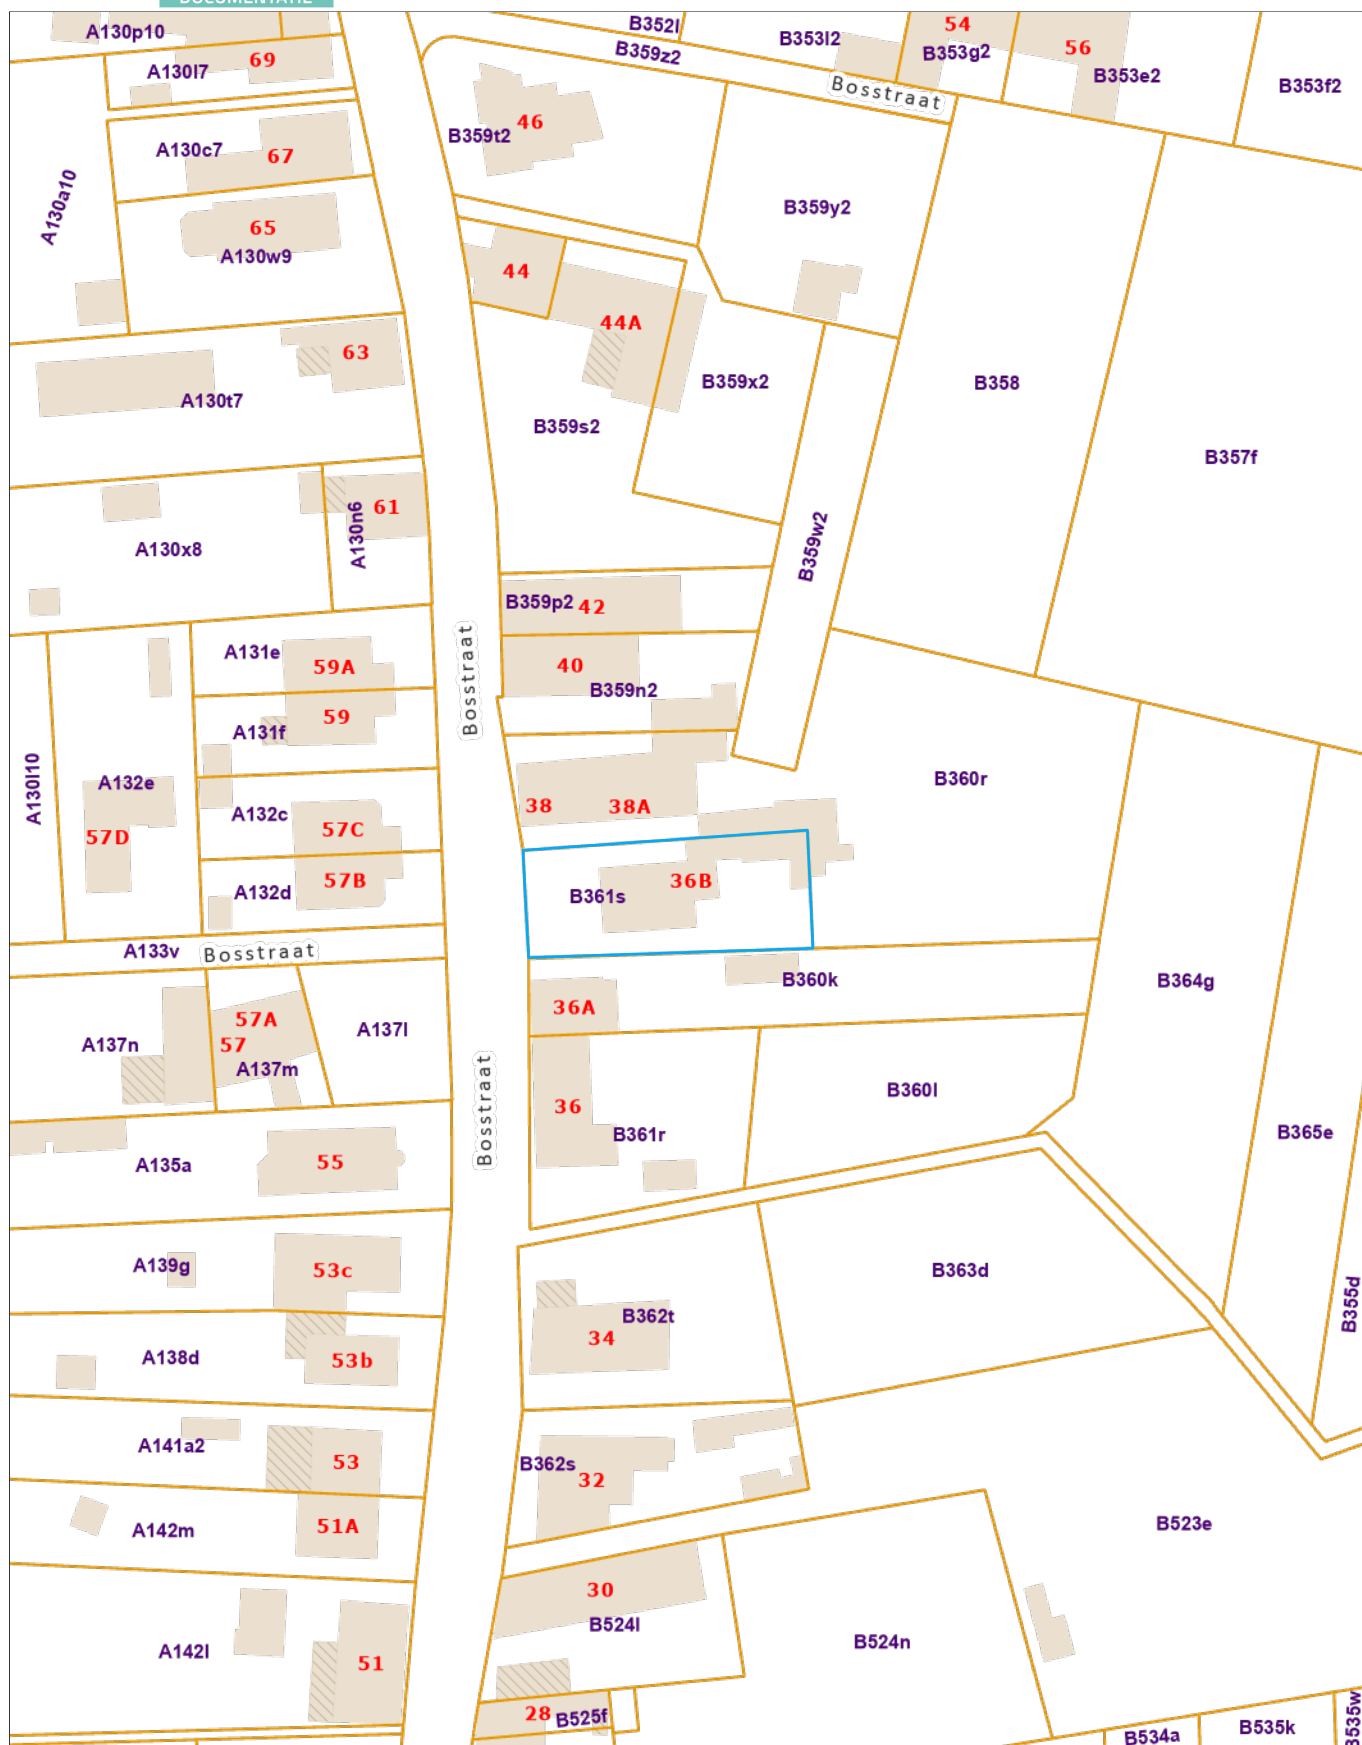 DOCUMENTATIE
A130p10
B352l
B353l2
54
B353g2
56
B353e2
B353f2
A130l7
69
B359z2
Bosstraat
B359t2
46
A130c7
67
A130a10
65
A130w9
B359y2
44
44A
63
A130t7
B359x2
B358
B359s2
B357f
A130x8
A130n6
61
B359w2
B359p2
42
A131e
59A
Bosstraat
40
B359n2
A131f
59
A130l10
A132e
57D
A132c
57C
38
38A
B360r
A132d
57B
B361s
36B
A133v
Bosstraat
B360k
B364g
A137n
57A
57
A137m
A137l
36A
Bosstraat
36
B361r
B360l
B365e
A135a
55
A139g
53c
B363d
B355d
B362t
34
A138d
53b
A141a2
53
B362s
32
A142m
51A
B523e
30
B524l
B524n
A142l
51
28
B525f
B534a
B535k
B535w